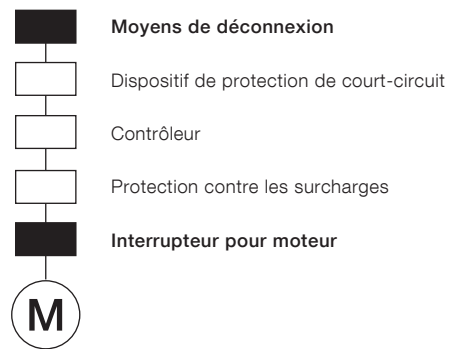 Moyens de déconnexion
Dispositif de protection de court-circuit
Contrôleur
Protection contre les surcharges
Interrupteur pour moteur
M